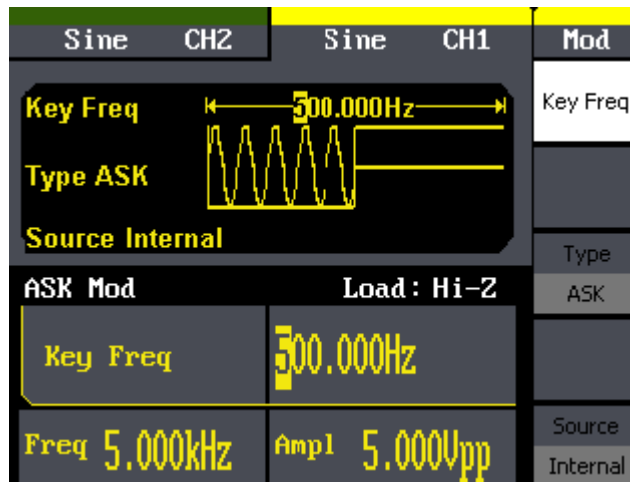 Sine CH2 Sine CH1 Mod
Key Freq 500.000Hz Key Freq
Type ASK
Source Internal
Type
ASK
ASK Mod Load: Hi-Z
Key Freq 500.000Hz
Source
Internal
Freq 5.000kHz Ampl 5.000Vpp